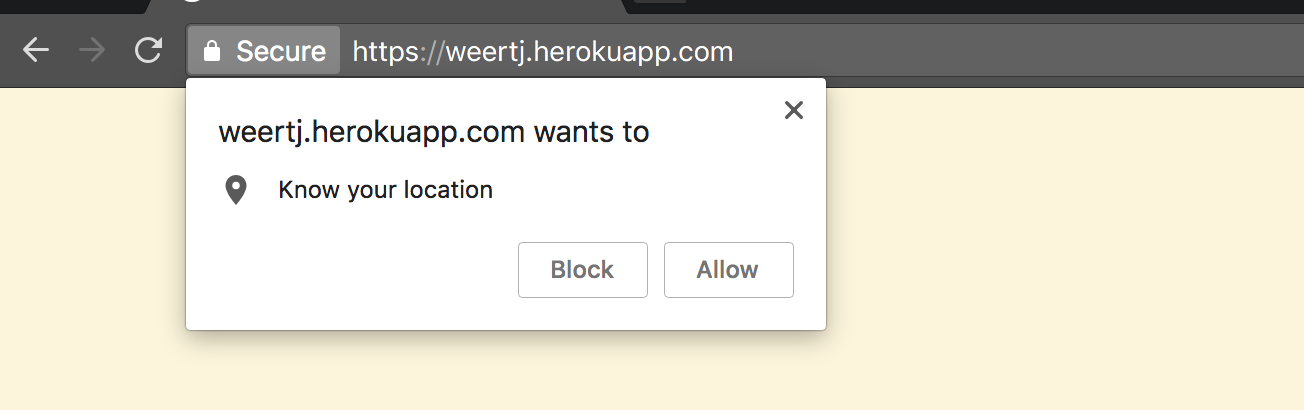 Secure https://weertj.herokuapp.com
weertj.herokuapp.com wants to
Know your location
Block Allow